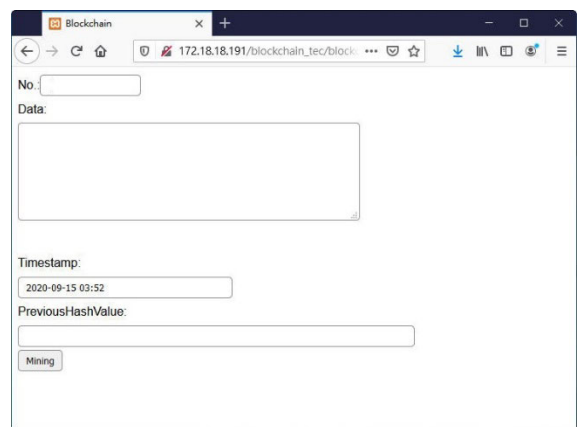 Blockchain
172.18.18.191/blockchain_tec/block
No.:
Data:
Timestamp:
2020-09-15 03:52
PreviousHashValue:
Mining